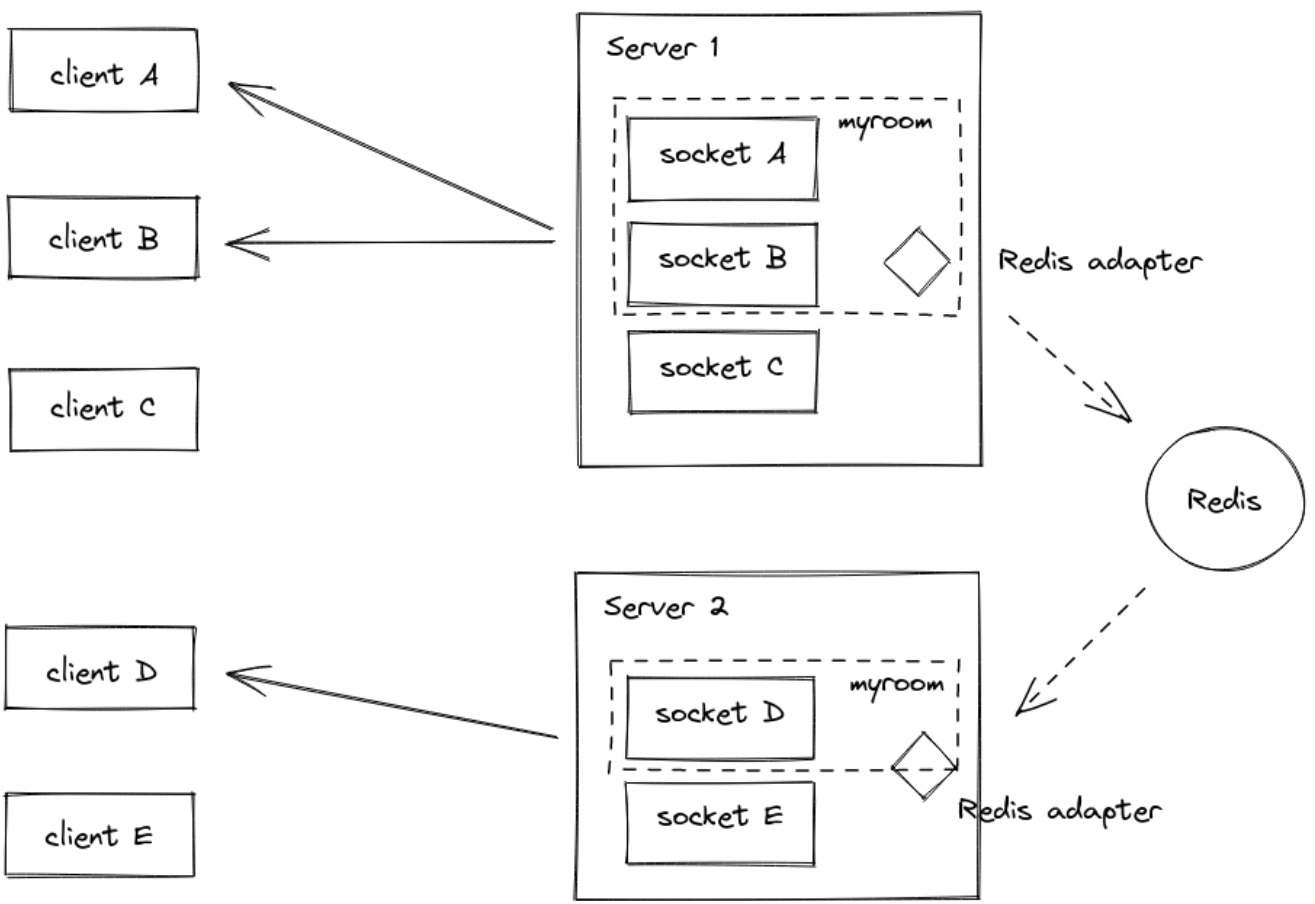 client A
client B
client C
Server 1
myroom
socket A
socket B
socket C
Redis adapter
Redis
client D
client E
Server 2
myroom
socket D
socket E
Redis adapter